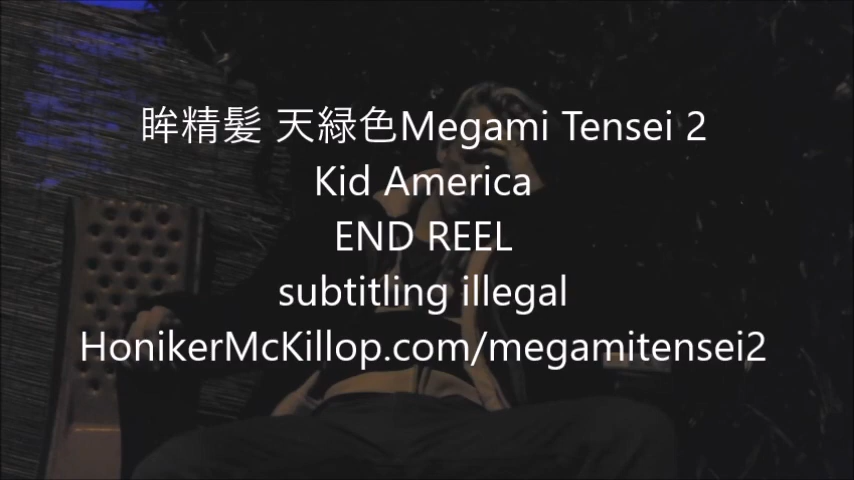 眸精髪 天緑色Megami Tensei 2
Kid America
END REEL
subtitling illegal
HonikerMcKillop.com/megamitensei2